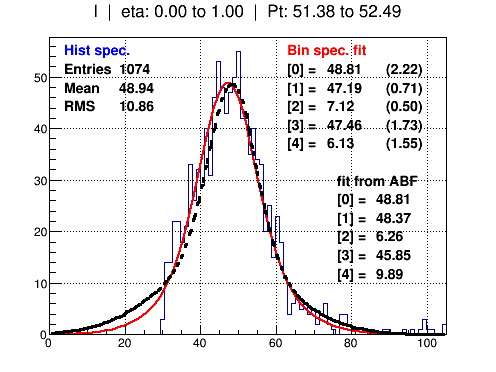 I | eta: 0.00 to 1.00 | Pt: 51.38 to 52.49
Hist spec.
Entries 1074
Mean 48.94
RMS 10.86
Bin spec. fit
[0] = 48.81 (2.22)
[1] = 47.19 (0.71)
[2] = 7.12 (0.50)
[3] = 47.46 (1.73)
[4] = 6.13 (1.55)
fit from ABF
[0] = 48.81
[1] = 48.37
[2] = 6.26
[3] = 45.85
[4] = 9.89
50
40
30
20
10
0
0 20 40 60 80 100